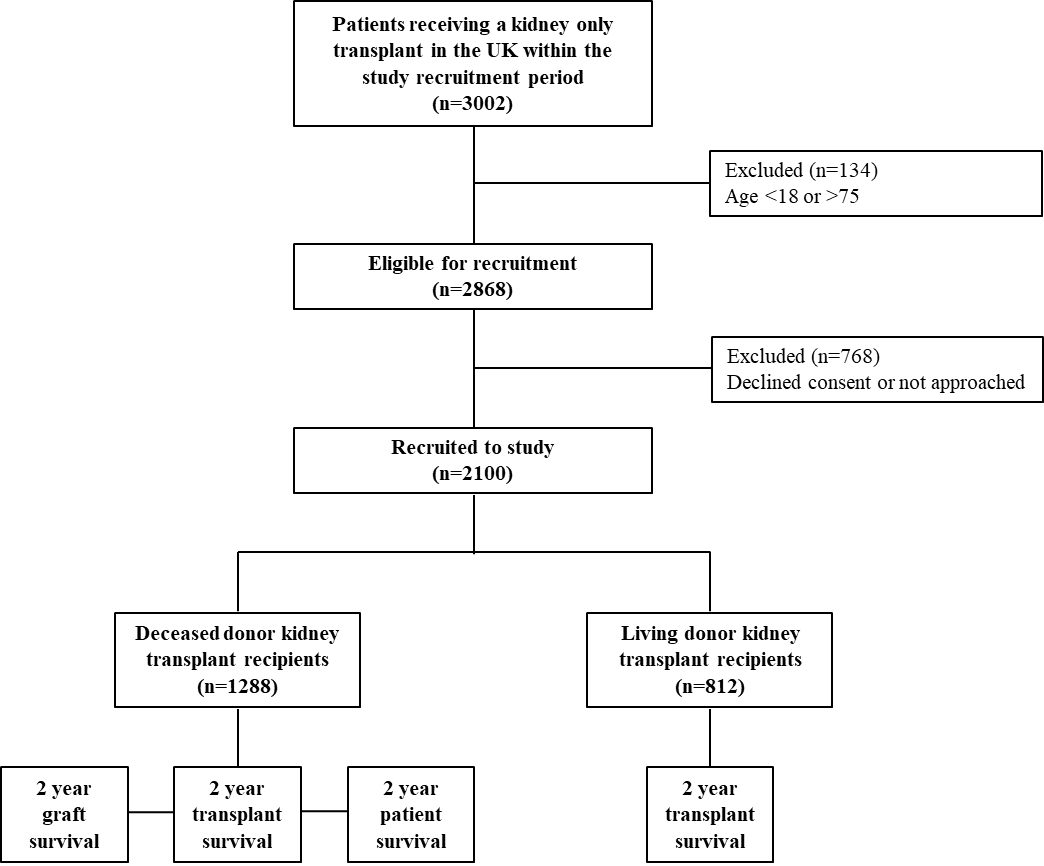 Patients receiving a kidney only
transplant in the UK within the
study recruitment period
(n=3002)
Excluded (n=134)
Age <18 or >75
Eligible for recruitment
(n=2868)
Excluded (n=768)
Declined consent or not approached
Recruited to study
(n=2100)
Deceased donor kidney
transplant recipients
(n=1288)
Living donor kidney
transplant recipients
(n=812)
2 year
graft
survival
2 year
transplant
survival
2 year
patient
survival
2 year
transplant
survival